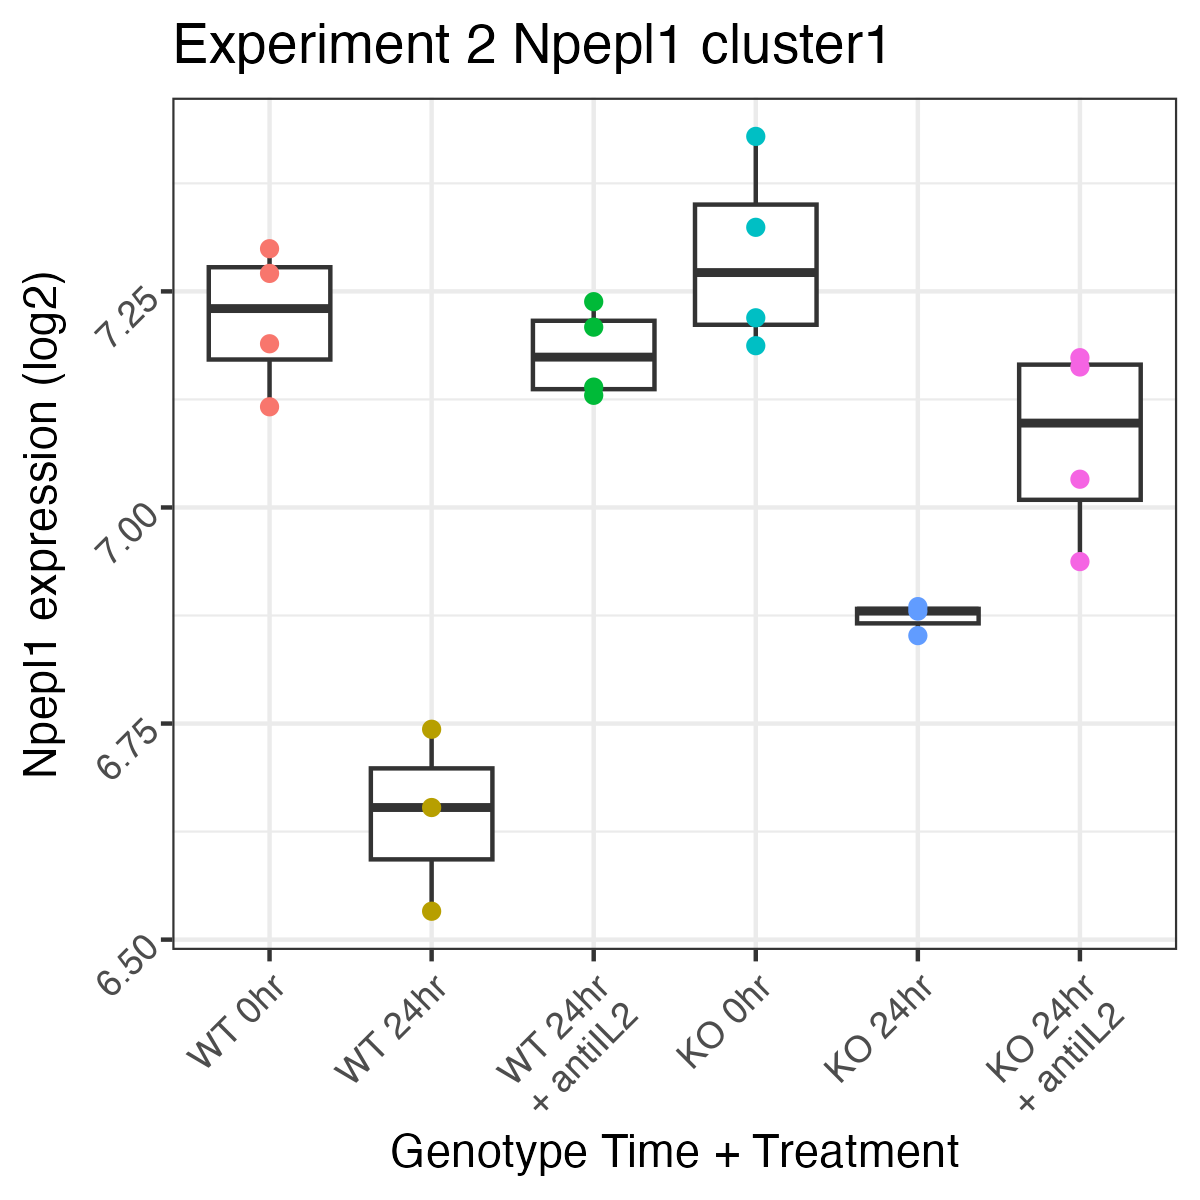 Experiment 2 Npepl1 cluster1
Npepl1 expression (log2)
7.25
7.00
6.75
6.50
WT 0hr
WT 24hr
WT 24hr
+ antiIL2
KO 0hr
KO 24hr
KO 24hr
+ antiIL2
Genotype Time + Treatment